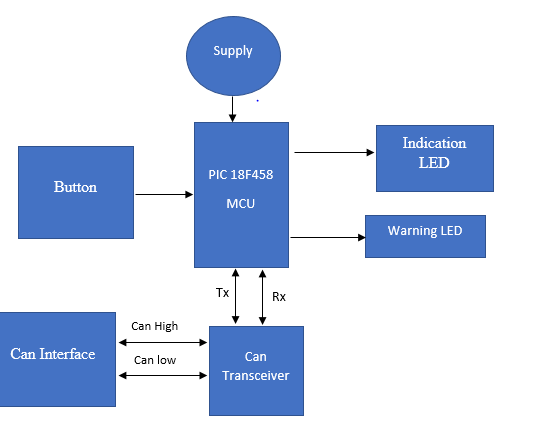 Supply
PIC 18F458
MCU
Indication
LED
Button
Warning LED
Tx
Rx
Can High
Can Interface
Can low
Can
Transceiver